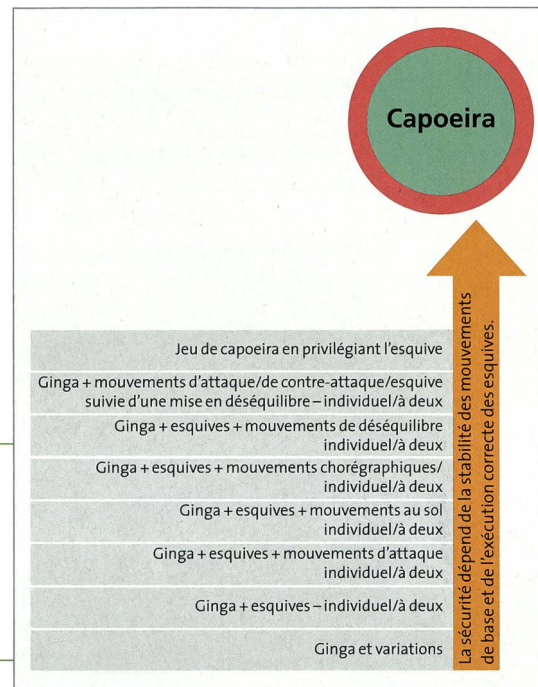 Capoeira
Jeu de capoeira en privilégiant l'esquive
Ginga + mouvements d'attaque/de contre-attaque/esquive
suivie d'une mise en déséquilibre – individuel/à deux
Ginga + esquives + mouvements de déséquilibre
individuel/à deux
Ginga + esquives + mouvements chorégraphiques/
individuel/à deux
Ginga + esquives + mouvements au sol
individuel/à deux
Ginga + esquives + mouvements d'attaque
individuel/à deux
Ginga + esquives – individuel/à deux
Ginga et variations
La sécurité dépend de la stabilité des mouvements
de base et de l'exécution correcte des esquives.